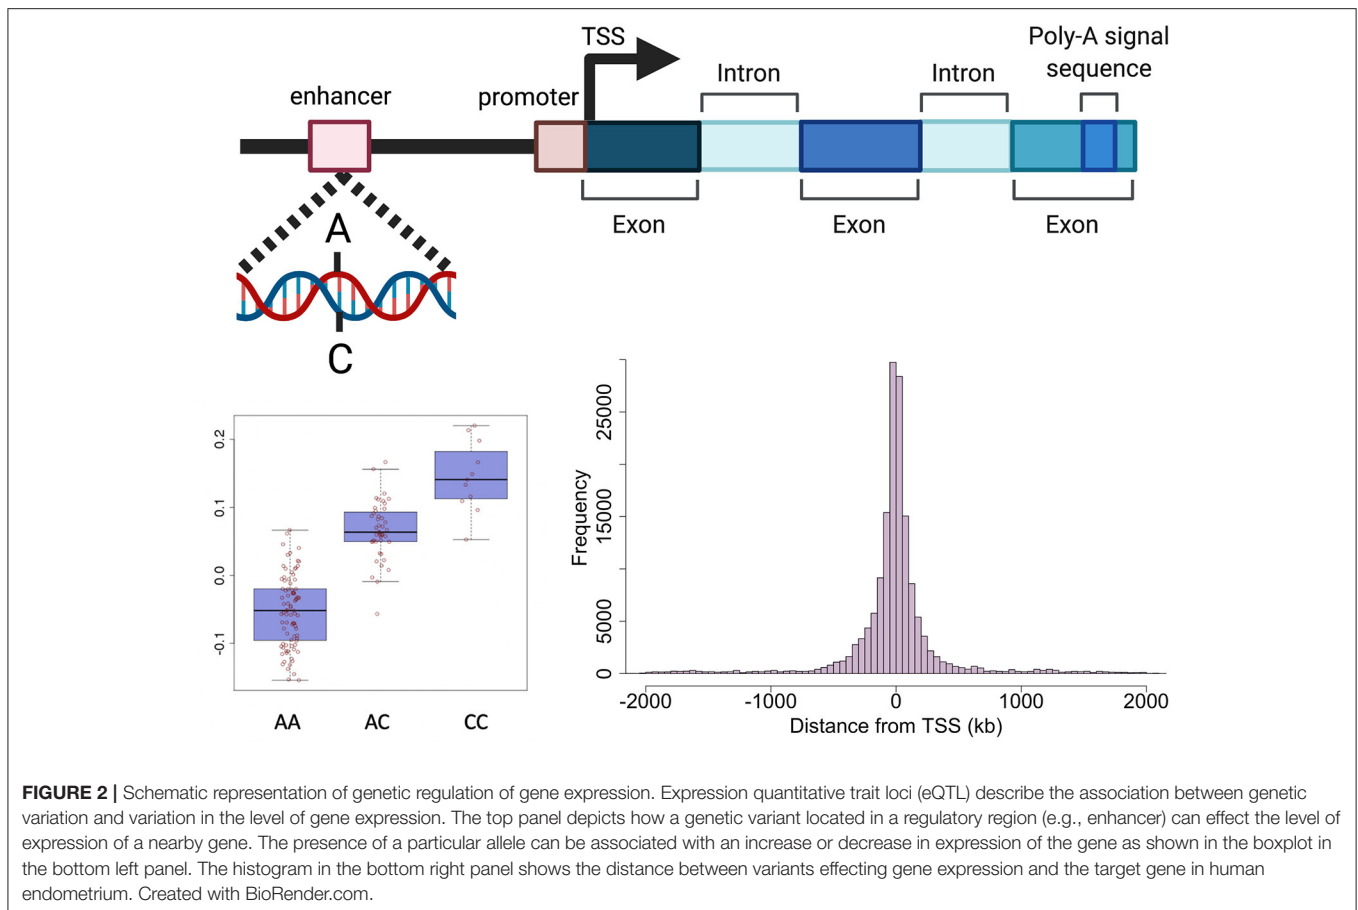 TSS
Poly-A signal
sequence
Intron
Intron
enhancer
promoter
Exon
Exon
Exon
A
C
0.2
0.1
0.0
-0.1
AA
AC
CC
Frequency
25000
15000
5000
0
-2000
-1000
0
1000
2000
Distance from TSS (kb)
FIGURE 2 | Schematic representation of genetic regulation of gene expression. Expression quantitative trait loci (eQTL) describe the association between genetic
variation and variation in the level of gene expression. The top panel depicts how a genetic variant located in a regulatory region (e.g., enhancer) can effect the level of
expression of a nearby gene. The presence of a particular allele can be associated with an increase or decrease in expression of the gene as shown in the boxplot in
the bottom left panel. The histogram in the bottom right panel shows the distance between variants effecting gene expression and the target gene in human
endometrium. Created with BioRender.com.